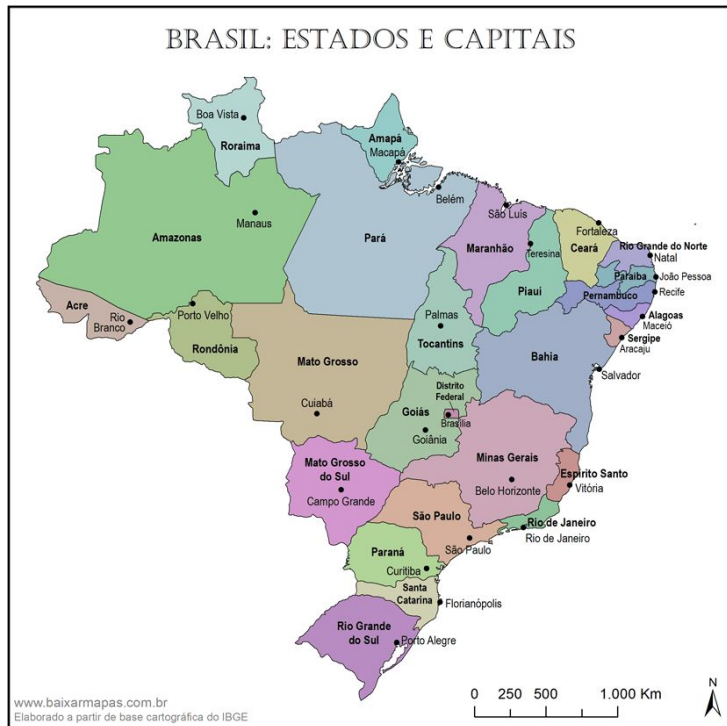 BRASIL: ESTADOS E CAPITAIS
Boa Vista
Roraima
Amapá
Macapá
Belém
São Luís
Fortaleza
Manaus
Amazonas
Pará
Maranhão
Teresina
Ceará
Rio Grande do Norte
Natal
Paraíba
João Pessoa
Piauí
Pernambuco
Recife
Acre
Rio
Branco
Porto Velho
Rondônia
Palmas
Tocantins
Alagoas
Maceió
Sergipe
Aracaju
Mato Grosso
Bahia
Salvador
Cuiabá
Distrito
Federal
Goiás
Brasília
Goiânia
Minas Gerais
Belo Horizonte
Espírito Santo
Vitória
Mato Grosso
do Sul
Campo Grande
São Paulo
São Paulo
Rio de Janeiro
Rio de Janeiro
Paraná
Curitiba
Santa
Catarina
Florianópolis
Rio Grande
do Sul
Porto Alegre
www.baixarmapas.com.br
Elaborado a partir de base cartográfica do IBGE
0 250 500 1.000 Km
N